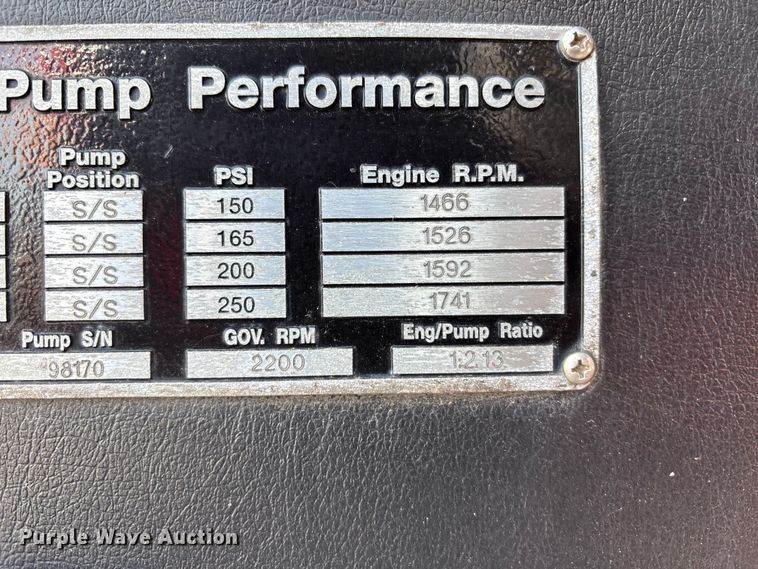 Pump Performance
Pump Position PSI Engine R.P.M.
S/S 150 1466
S/S 165 1526
S/S 200 1592
S/S 250 1741
Pump S/N GOV. RPM Eng/Pump Ratio
98170 2200 1:2.13
Purple Wave Auction